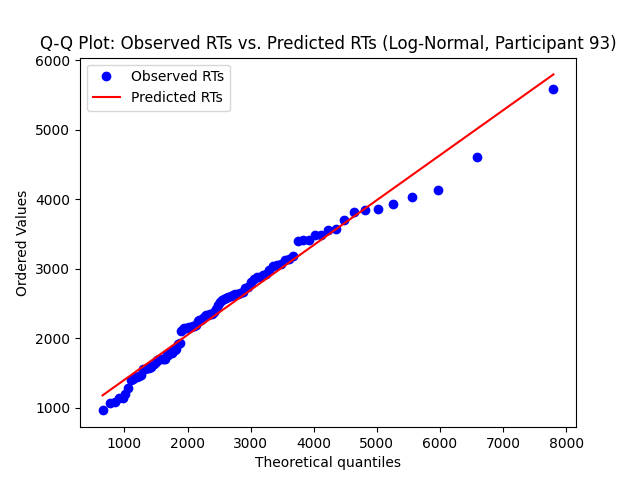 Q-Q Plot: Observed RTs vs. Predicted RTs (Log-Normal, Participant 93)
Observed RTs
Predicted RTs
Ordered Values
6000
5000
4000
3000
2000
1000
1000 2000 3000 4000 5000 6000 7000 8000
Theoretical quantiles